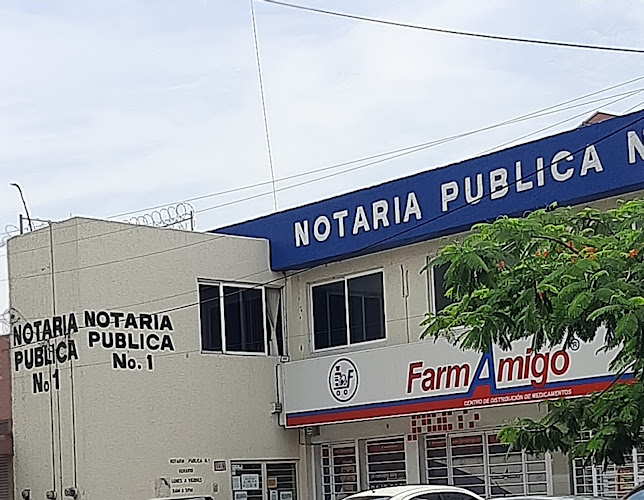 NOTARIA PUBLICA N
NOTARIA
PUBLICA
No 1
NOTARIA
PUBLICA
No. 1
FarmAmigo®
CENTRO DE DISTRIBUCIÓN DE MEDICAMENTOS
NOTARIA PUBLICA N.1
HORARIO
LUNES A VIERNES